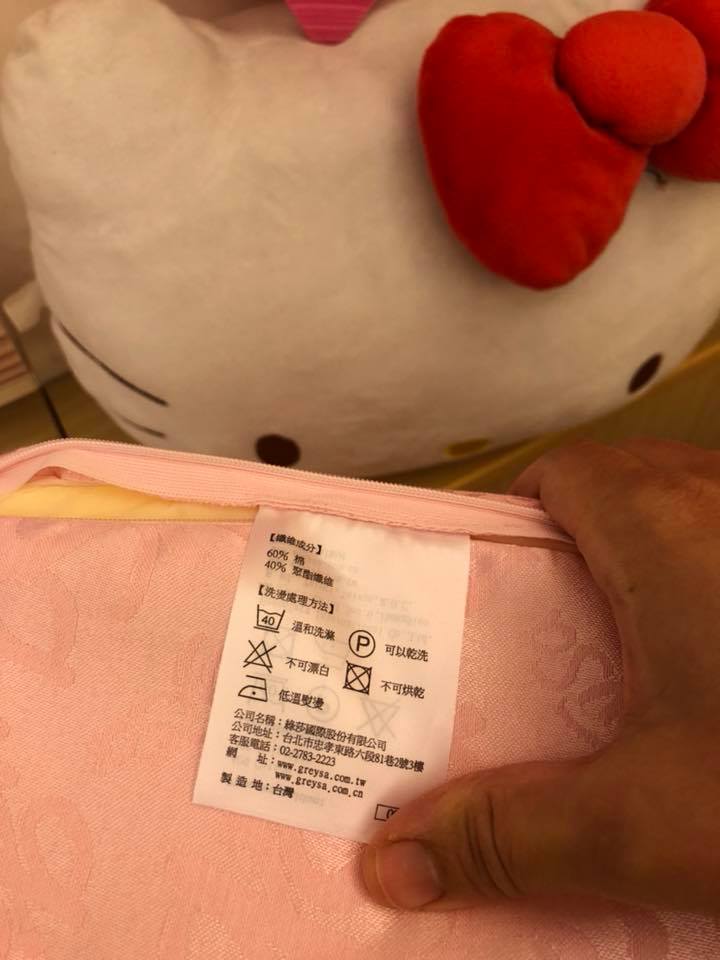 【纖維成分】
60% 棉
40% 聚酯纖維
【洗燙處理方法】
40 溫和洗滌
P 可以乾洗
不可漂白
不可烘乾
低溫熨燙
公司名稱：綠莎國際股份有限公司
公司地址：台北市忠孝東路六段81巷2號3樓
客服電話：02-2783-2223
網 址：www.greysa.com.tw
www.greysa.com.cn
製造地：台灣